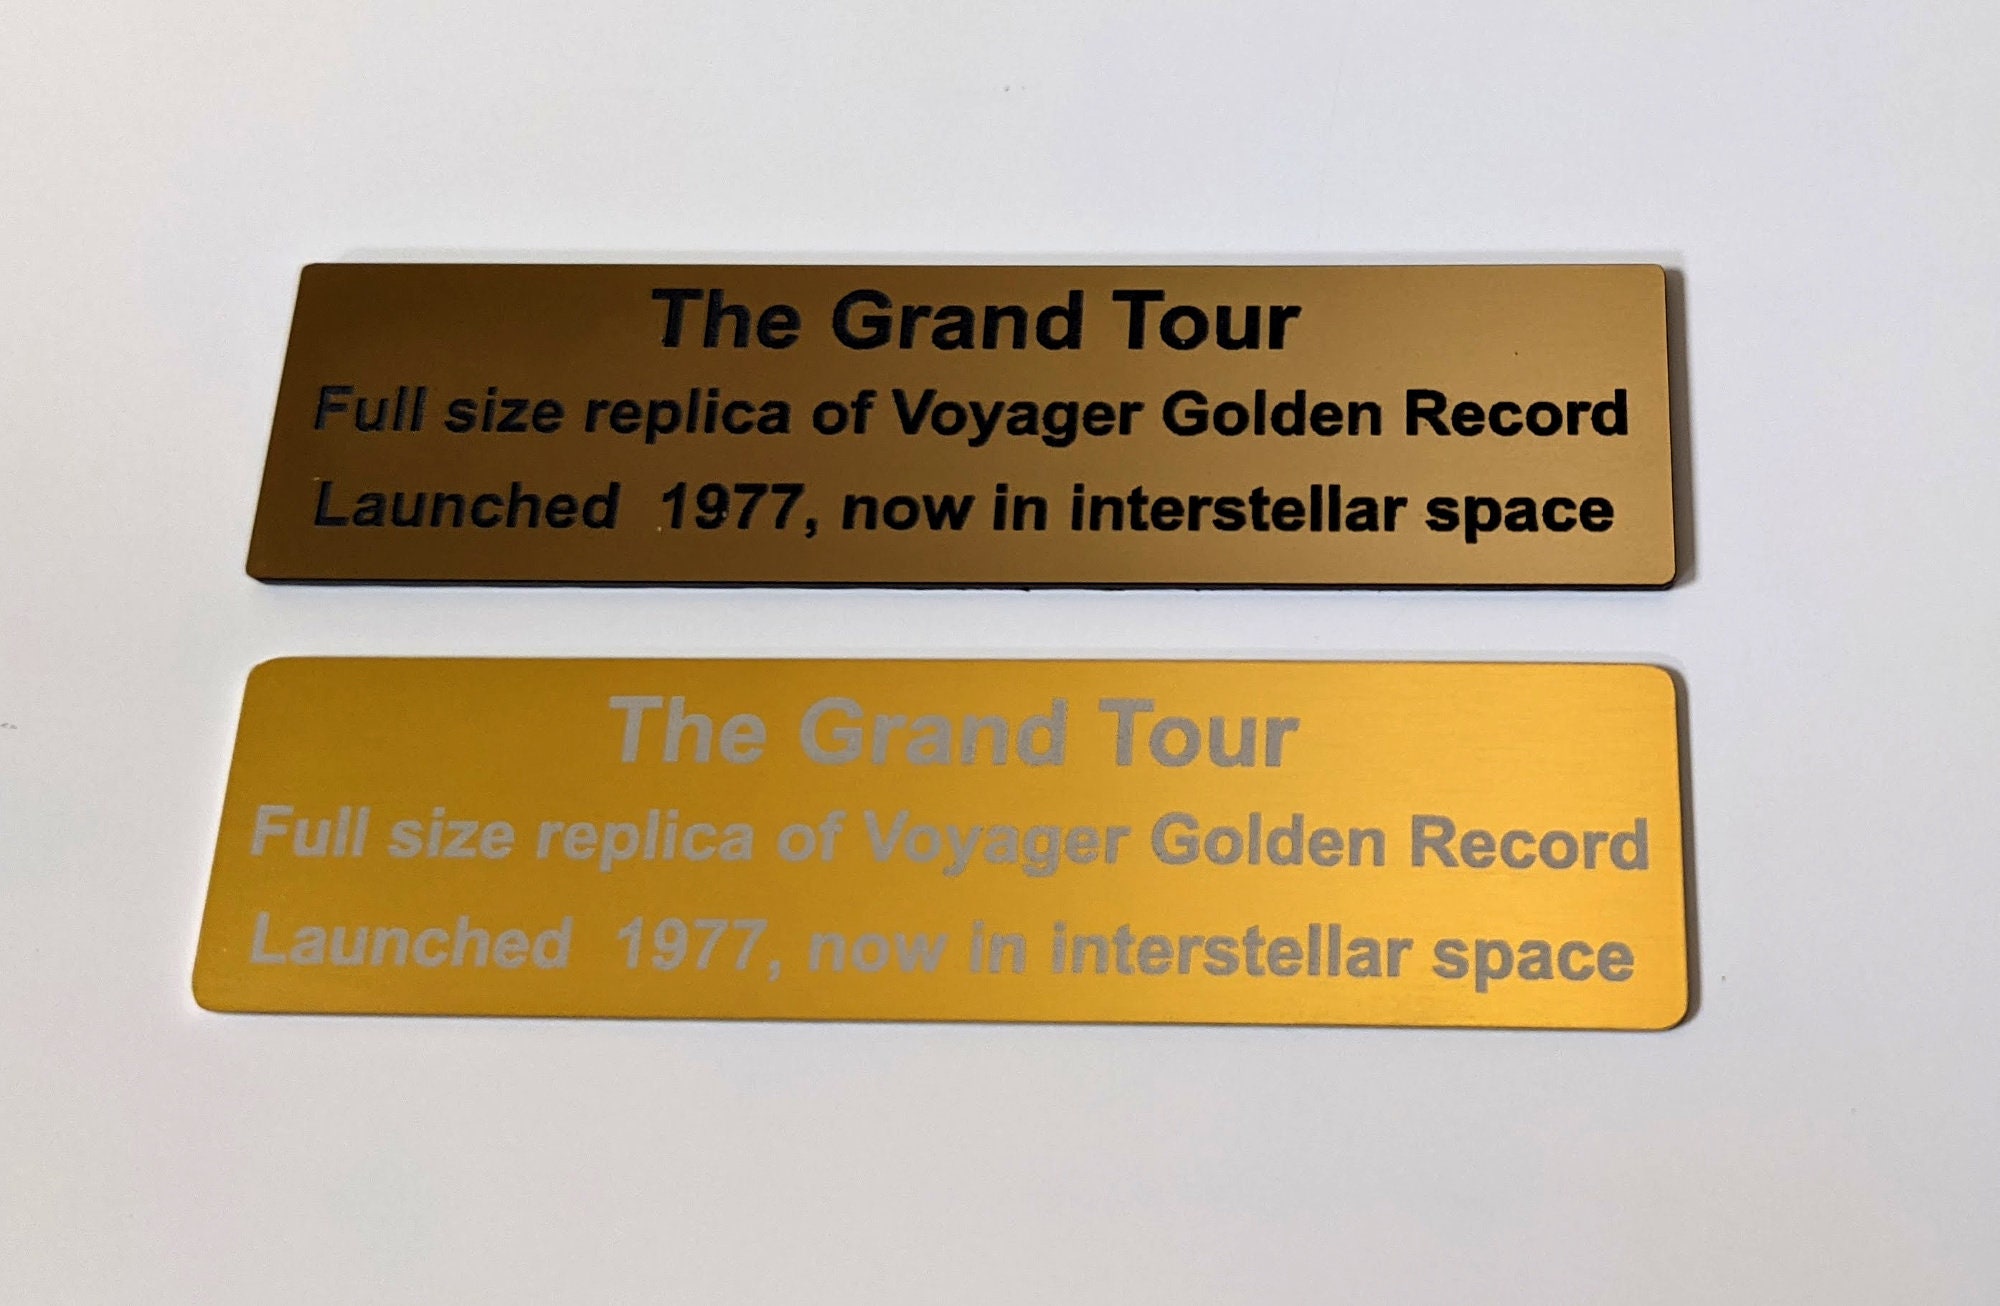 The Grand Tour
Full size replica of Voyager Golden Record
Launched  1977, now in interstellar space
The Grand Tour
Full size replica of Voyager Golden Record
Launched  1977, now in interstellar space